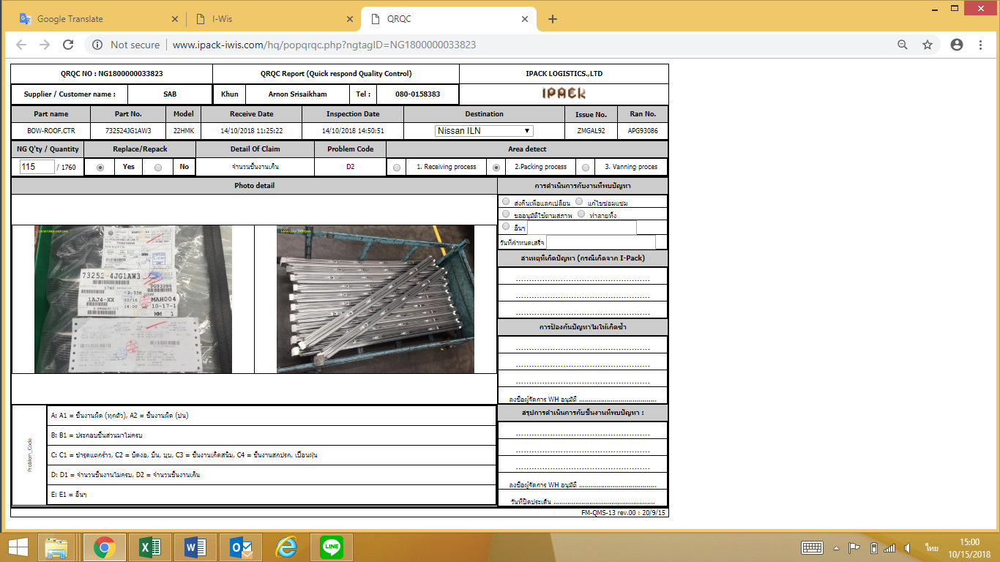 Google Translate
I-Wis
QRQC
Not secure
www.ipack-iwis.com/hq/popqrqc.php?ngtagID=NG1800000033823
QRQC NO : NG1800000033823
QRQC Report (Quick respond Quality Control)
IPACK LOGISTICS.,LTD
Supplier / Customer name :
SAB
Khun
Arnon Srisaikham
Tel :
080-0158383
IPACK
Part name
Part No.
Model
Receive Date
Inspection Date
Destination
Issue No.
Ran No.
BOW-ROOF,CTR
732524JG1AW3
22HMK
14/10/2018 11:25:22
14/10/2018 14:50:51
Nissan ILN
ZMGAL92
APG93086
NG Q'ty / Quantity
Replace/Repack
Detail Of Claim
Problem Code
Area detect
115 / 1760
Yes
No
จำนวนชิ้นงานเกิน
D2
1. Receiving process
2.Packing process
3. Vanning proces
Photo detail
การดำเนินการกับงานที่พบปัญหา
ส่งคืนเพื่อแลกเปลี่ยน
แก้ไขซ่อมแซม
ขออนุมัติใช้ตามสภาพ
ทำลายทิ้ง
อื่นๆ
วันที่กำหนดเสร็จ
สาเหตุที่เกิดปัญหา (กรณีเกิดจาก I-Pack)
73252-4JG1AW3
PG93086
1760
2-33K
1AJ4-XX
10/16
14:00
MAH004
10-17-1
MM 1
การป้องกันปัญหาไม่ให้เกิดซ้ำ
ลงชื่อผู้จัดการ WH อนุมัติ ......................................
สรุปการดำเนินการกับชิ้นงานที่พบปัญหา :
ลงชื่อผู้จัดการ WH อนุมัติ ......................................
วันที่ปิดประเด็น ..................................................
Problem_Code
A: A1 = ชิ้นงานผิด (ทุกตัว), A2 = ชิ้นงานผิด (ปน)
B: B1 = ประกอบชิ้นส่วนมาไม่ครบ
C: C1 = ชำรุดแตกร้าว, C2 = บิดงอ, บิ่น, บุบ, C3 = ชิ้นงานเกิดสนิม, C4 = ชิ้นงานสกปรก, เปื้อนฝุ่น
D: D1 = จำนวนชิ้นงานไม่ครบ, D2 = จำนวนชิ้นงานเกิน
E: E1 = อื่นๆ
FM-QMS-13 rev.00 : 20/9/15
LINE
ไทย
15:00
10/15/2018